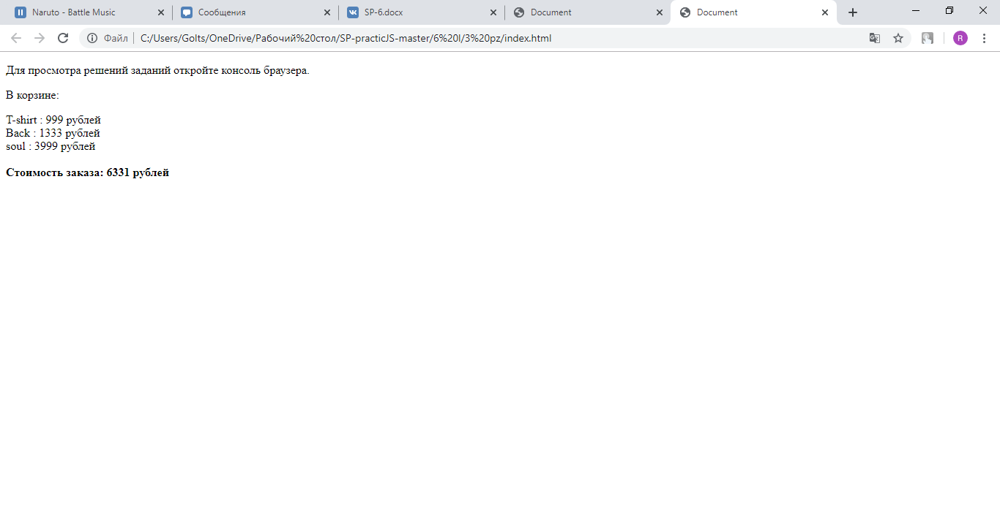 Naruto - Battle Music
Сообщения
SP-6.docx
Document
Document
Файл C:/Users/Golts/OneDrive/Рабочий%20стол/SP-practicJS-master/6%20l/3%20pz/index.html
R
Для просмотра решений заданий откройте консоль браузера.
В корзине:
T-shirt : 999 рублей
Back : 1333 рублей
soul : 3999 рублей
Стоимость заказа: 6331 рублей